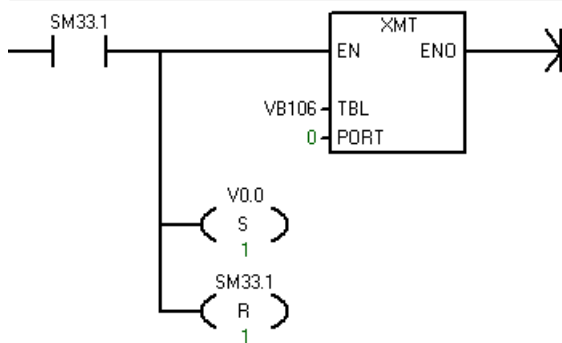 SM33.1
XMT
EN ENO
VB106 TBL
0 PORT
V0.0
S
1
SM33.1
R
1